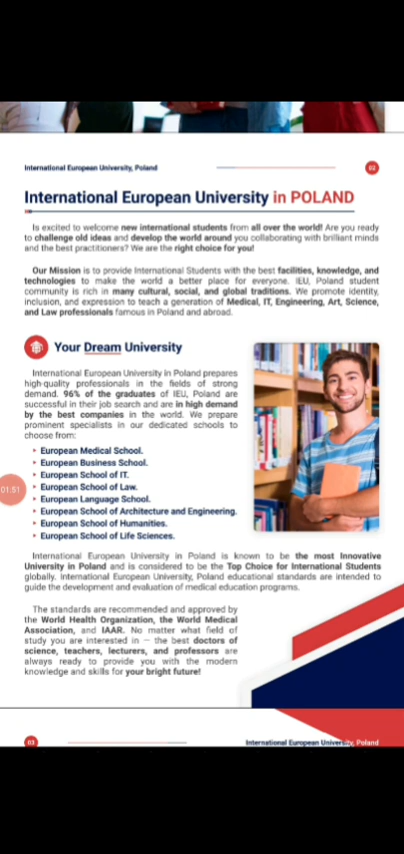 International European University, Poland
02
International European University in POLAND
Is excited to welcome new international students from all over the world! Are you ready
to challenge old ideas and develop the world around you collaborating with brilliant minds
and the best practitioners? We are the right choice for you!
Our Mission is to provide International Students with the best facilities, knowledge, and
technologies to make the world a better place for everyone. IEU, Poland student
community is rich in many cultural, social, and global traditions. We promote identity,
inclusion, and expression to teach a generation of Medical, IT, Engineering, Art, Science,
and Law professionals famous in Poland and abroad.
Your Dream University
International European University in Poland prepares
high-quality professionals in the fields of strong
demand. 96% of the graduates of IEU, Poland are
successful in their job search and are in high demand
by the best companies in the world. We prepare
prominent specialists in our dedicated schools to
choose from:
European Medical School.
European Business School.
European School of IT.
01:51
European School of Law.
European Language School.
European School of Architecture and Engineering.
European School of Humanities.
European School of Life Sciences.
International European University in Poland is known to be the most Innovative
University in Poland and is considered to be the Top Choice for International Students
globally. International European University, Poland educational standards are intended to
guide the development and evaluation of medical education programs.
The standards are recommended and approved by
the World Health Organization, the World Medical
Association, and IAAR. No matter what field of
study you are interested in — the best doctors of
science, teachers, lecturers, and professors are
always ready to provide you with the modern
knowledge and skills for your bright future!
03
International European University, Poland